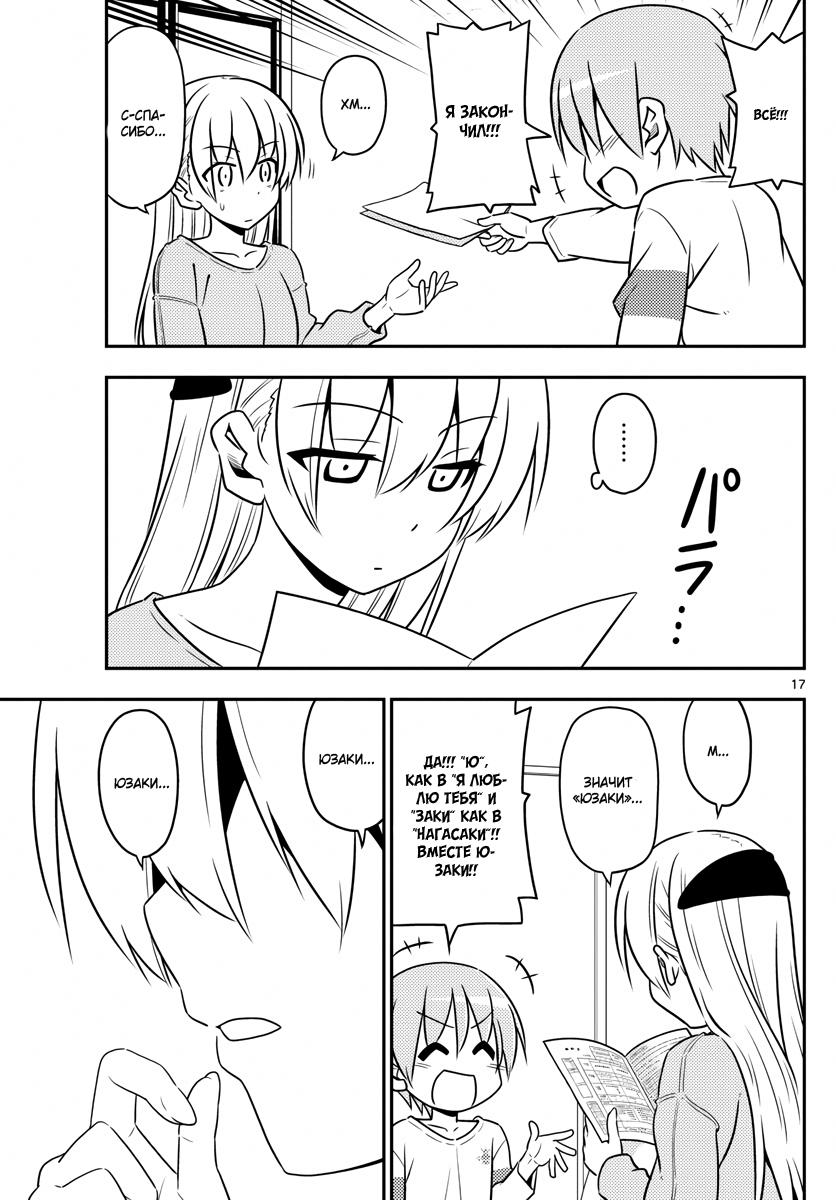 ВСЁ!!!
Я ЗАКОН-
ЧИЛ!!!
ХМ...
С-СПА-
СИБО...
......
パラ...
17
М...
ЗНАЧИТ
«ЮЗАКИ»...
ДА!!! "Ю",
КАК В "Я ЛЮБ-
ЛЮ ТЕБЯ" И
"ЗАКИ" КАК В
"НАГАСАКИ"!!
ВМЕСТЕ Ю-
ЗАКИ!!
ЮЗАКИ...
ЮЗАКИ...